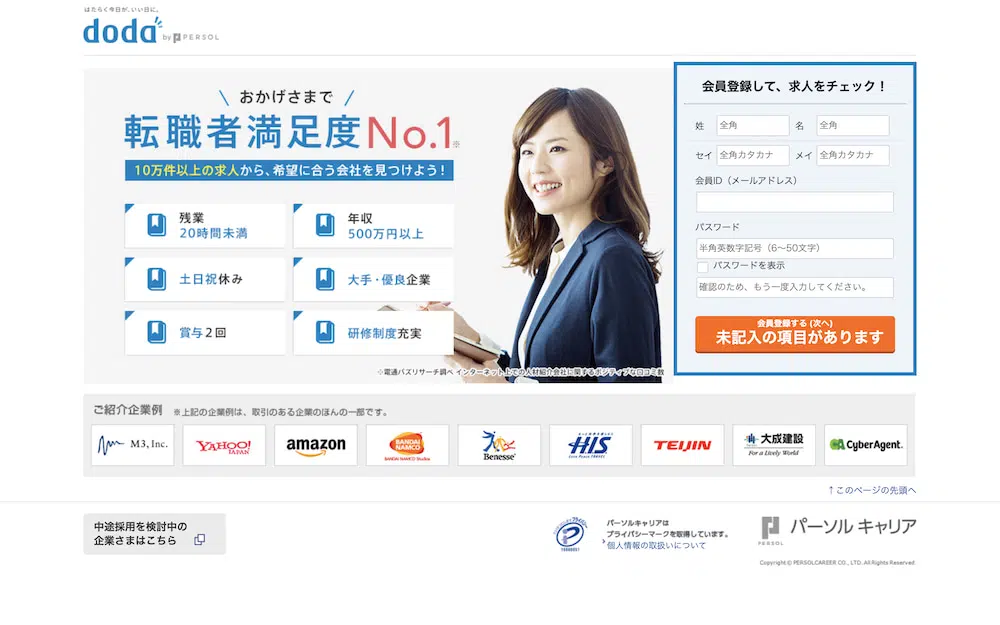 はたらく今日が、いい日に。
doda by PERSOL
おかげさまで
転職者満足度No.1※
10万件以上の求人から、希望に合う会社を見つけよう!
残業
20時間未満
年収
500万円以上
土日祝休み
大手・優良企業
賞与2回
研修制度充実
※電通バズリサーチ調べ インターネット上での人材紹介会社に関するポジティブな口コミ数
会員登録して、求人をチェック!
姓 全角 名 全角
セイ 全角カタカナ メイ 全角カタカナ
会員ID(メールアドレス)
パスワード
半角英数字記号(6〜50文字)
パスワードを表示
確認のため、もう一度入力してください。
会員登録する(次へ)
未記入の項目があります
ご紹介企業例 ※上記の企業例は、取引のある企業のほんの一部です。
M3, Inc.
YAHOO! JAPAN
amazon
BANDAI NAMCO
BANDAI NAMCO Studios
Benesse
HIS
TEIJIN
大成建設
For a Lively World
CyberAgent.
↑このページの先頭へ
中途採用を検討中の
企業さまはこちら
パーソルキャリアは
プライバシーマークを取得しています。
個人情報の取扱いについて
PERSOL パーソル キャリア
Copyright © PERSOL CAREER CO., LTD. All Rights Reserved